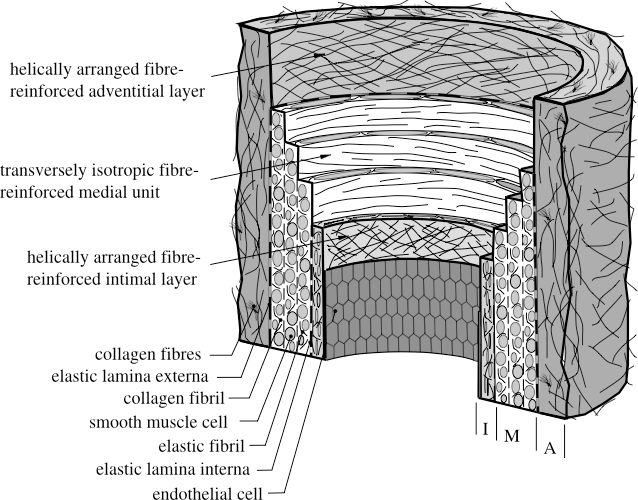 helically arranged fibre-
reinforced adventitial layer
transversely isotropic fibre-
reinforced medial unit
helically arranged fibre-
reinforced intimal layer
collagen fibres
elastic lamina externa
collagen fibril
smooth muscle cell
elastic fibril
elastic lamina interna
endothelial cell
I
M
A